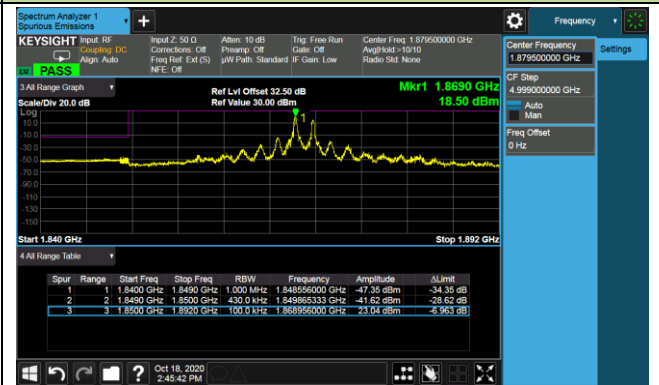 Spectrum Analyzer 1
Spurious Emissions
Frequency
KEYSIGHT Input: RF
Coupling: DC
Align: Auto
Input Z: 50 Ω
Corrections: Off
Freq Ref: Ext (S)
NFE: Off
Atten: 10 dB
Preamp: Off
µW Path: Standard
Trig: Free Run
Gate: Off
IF Gain: Low
Center Freq: 1.879500000 GHz
Avg|Hold:>10/10
Radio Std: None
PASS
3 All Range Graph
Scale/Div 20.0 dB
Ref Lvl Offset 32.50 dB
Ref Value 30.00 dBm
Mkr1 1.8690 GHz
18.50 dBm
Log
10.0
-10.0
-30.0
-50.0
-70.0
-90.0
-110
-130
-150
1
Start 1.840 GHz
Stop 1.892 GHz
4 All Range Table
Spur Range Start Freq Stop Freq RBW Frequency Amplitude ΔLimit
1 1 1.8400 GHz 1.8490 GHz 1.000 MHz 1.848556000 GHz -47.35 dBm -34.35 dB
2 2 1.8490 GHz 1.8500 GHz 430.0 kHz 1.849865333 GHz -41.62 dBm -28.62 dB
3 3 1.8500 GHz 1.8920 GHz 100.0 kHz 1.868956000 GHz 23.04 dBm -6.963 dB
Center Frequency
1.879500000 GHz
Settings
CF Step
4.999000000 GHz
Auto
Man
Freq Offset
0 Hz
Oct 18, 2020
2:45:42 PM